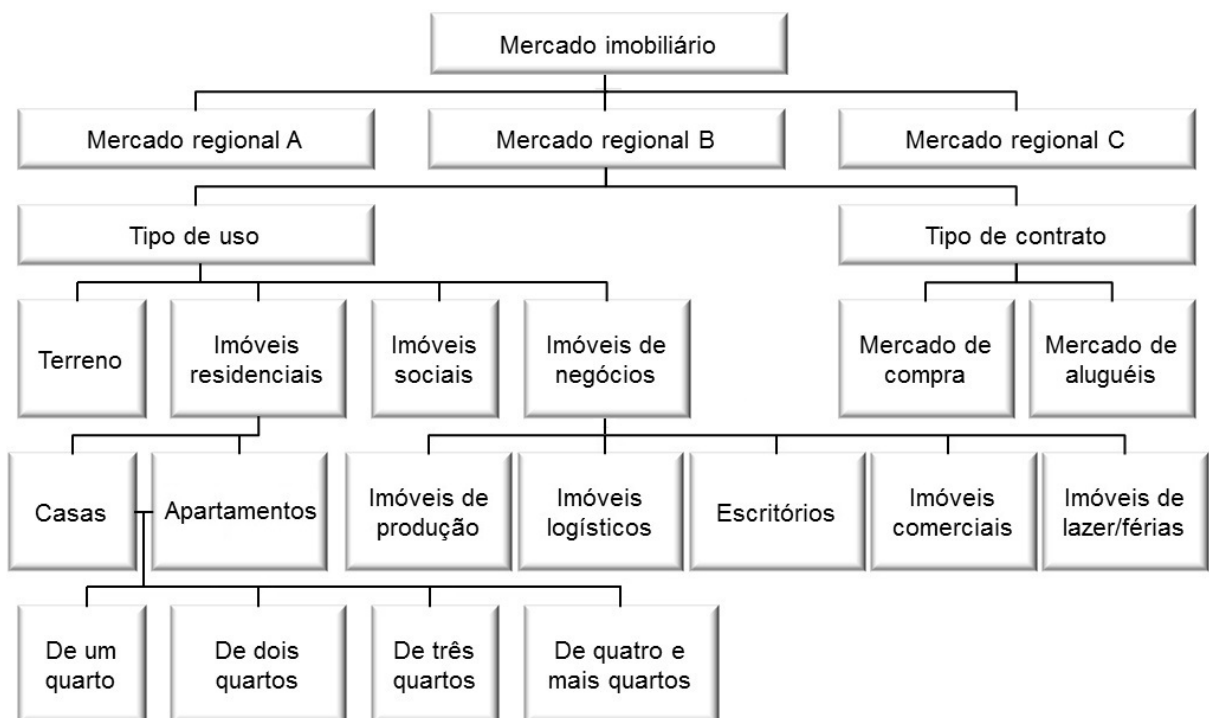 Mercado imobiliário
Mercado regional A
Mercado regional B
Mercado regional C
Tipo de uso
Tipo de contrato
Terreno
Imóveis
residenciais
Imóveis
sociais
Imóveis de
negócios
Mercado de
compra
Mercado de
aluguéis
Casas
Apartamentos
Imóveis de
produção
Imóveis
logísticos
Escritórios
Imóveis
comerciais
Imóveis de
lazer/férias
De um
quarto
De dois
quartos
De três
quartos
De quatro e
mais quartos